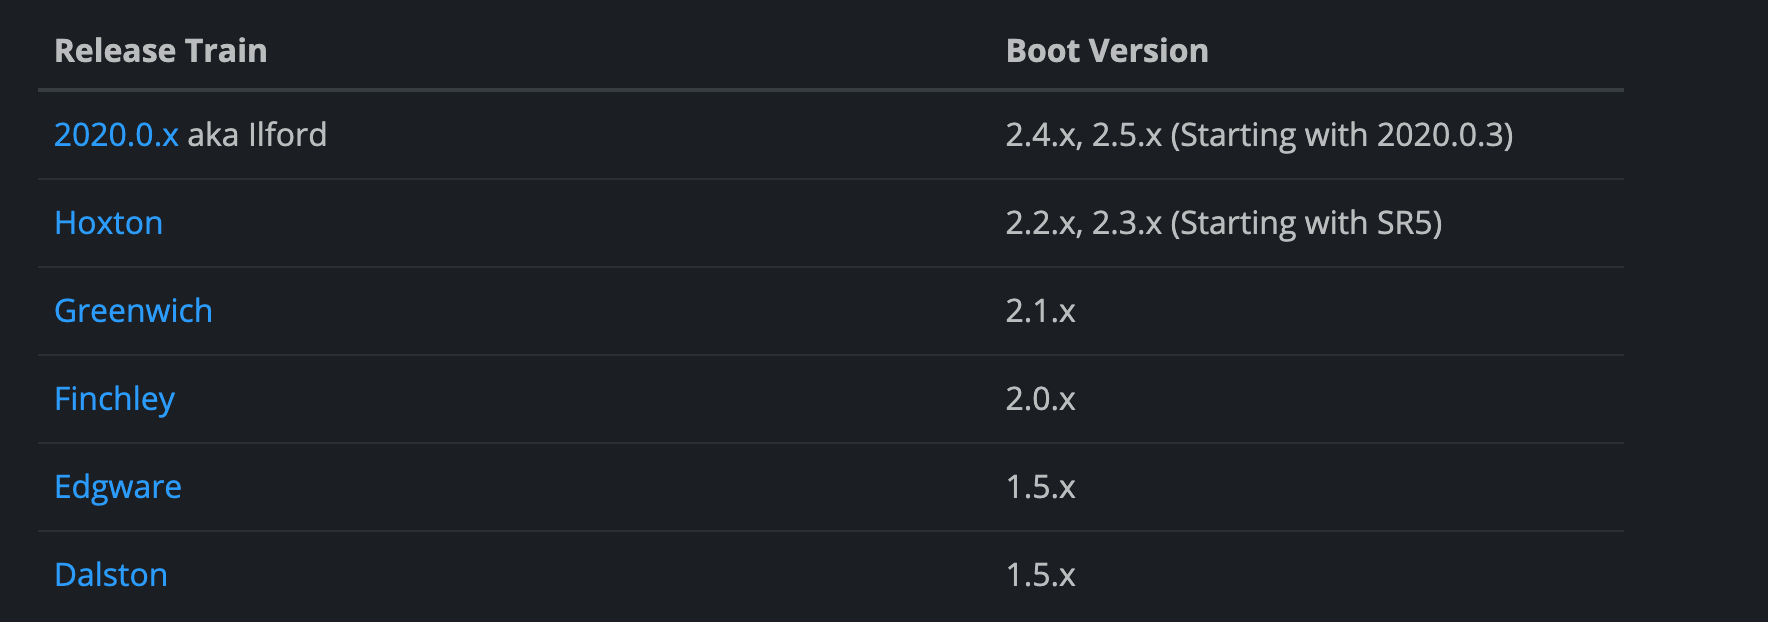 Release Train Boot Version
2020.0.x aka Ilford 2.4.x, 2.5.x (Starting with 2020.0.3)
Hoxton 2.2.x, 2.3.x (Starting with SR5)
Greenwich 2.1.x
Finchley 2.0.x
Edgware 1.5.x
Dalston 1.5.x